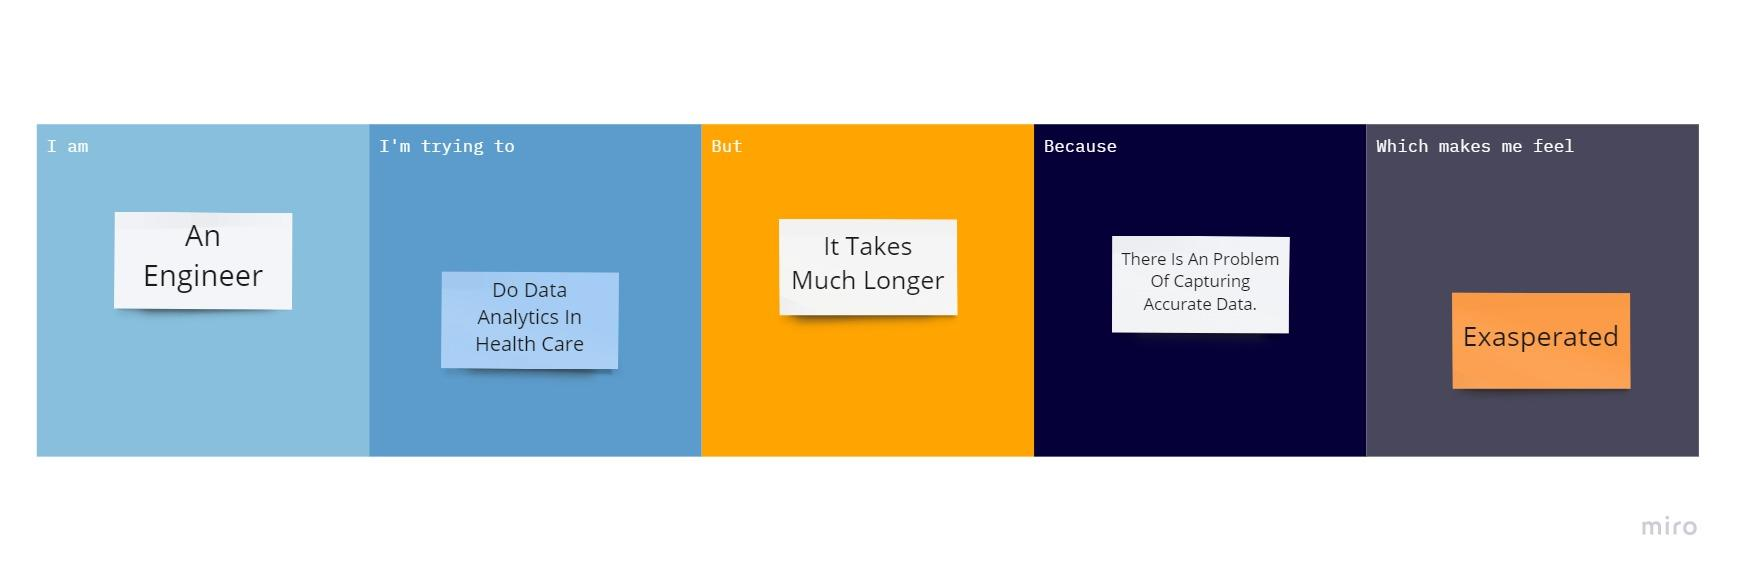 I am
An
Engineer
I'm trying to
Do Data
Analytics In
Health Care
But
It Takes
Much Longer
Because
There Is An Problem
Of Capturing
Accurate Data.
Which makes me feel
Exasperated
miro